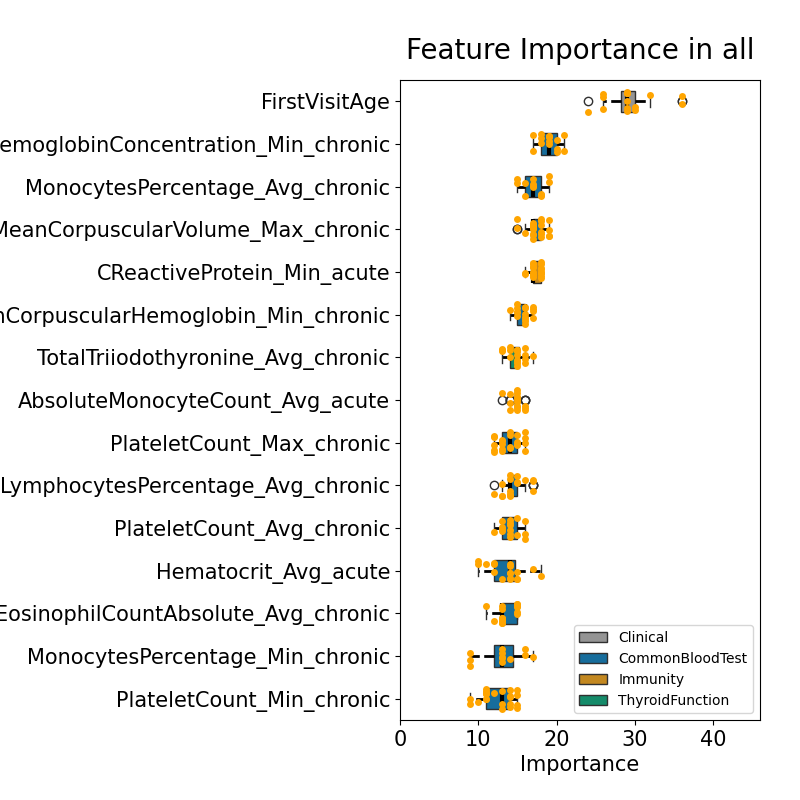 Feature Importance in all
FirstVisitAge
emoglobinConcentration_Min_chronic
MonocytesPercentage_Avg_chronic
MeanCorpuscularVolume_Max_chronic
CReactiveProtein_Min_acute
nCorpuscularHemoglobin_Min_chronic
TotalTriiodothyronine_Avg_chronic
AbsoluteMonocyteCount_Avg_acute
PlateletCount_Max_chronic
LymphocytesPercentage_Avg_chronic
PlateletCount_Avg_chronic
Hematocrit_Avg_acute
EosinophilCountAbsolute_Avg_chronic
MonocytesPercentage_Min_chronic
PlateletCount_Min_chronic
Clinical
CommonBloodTest
Immunity
ThyroidFunction
0 10 20 30 40
Importance